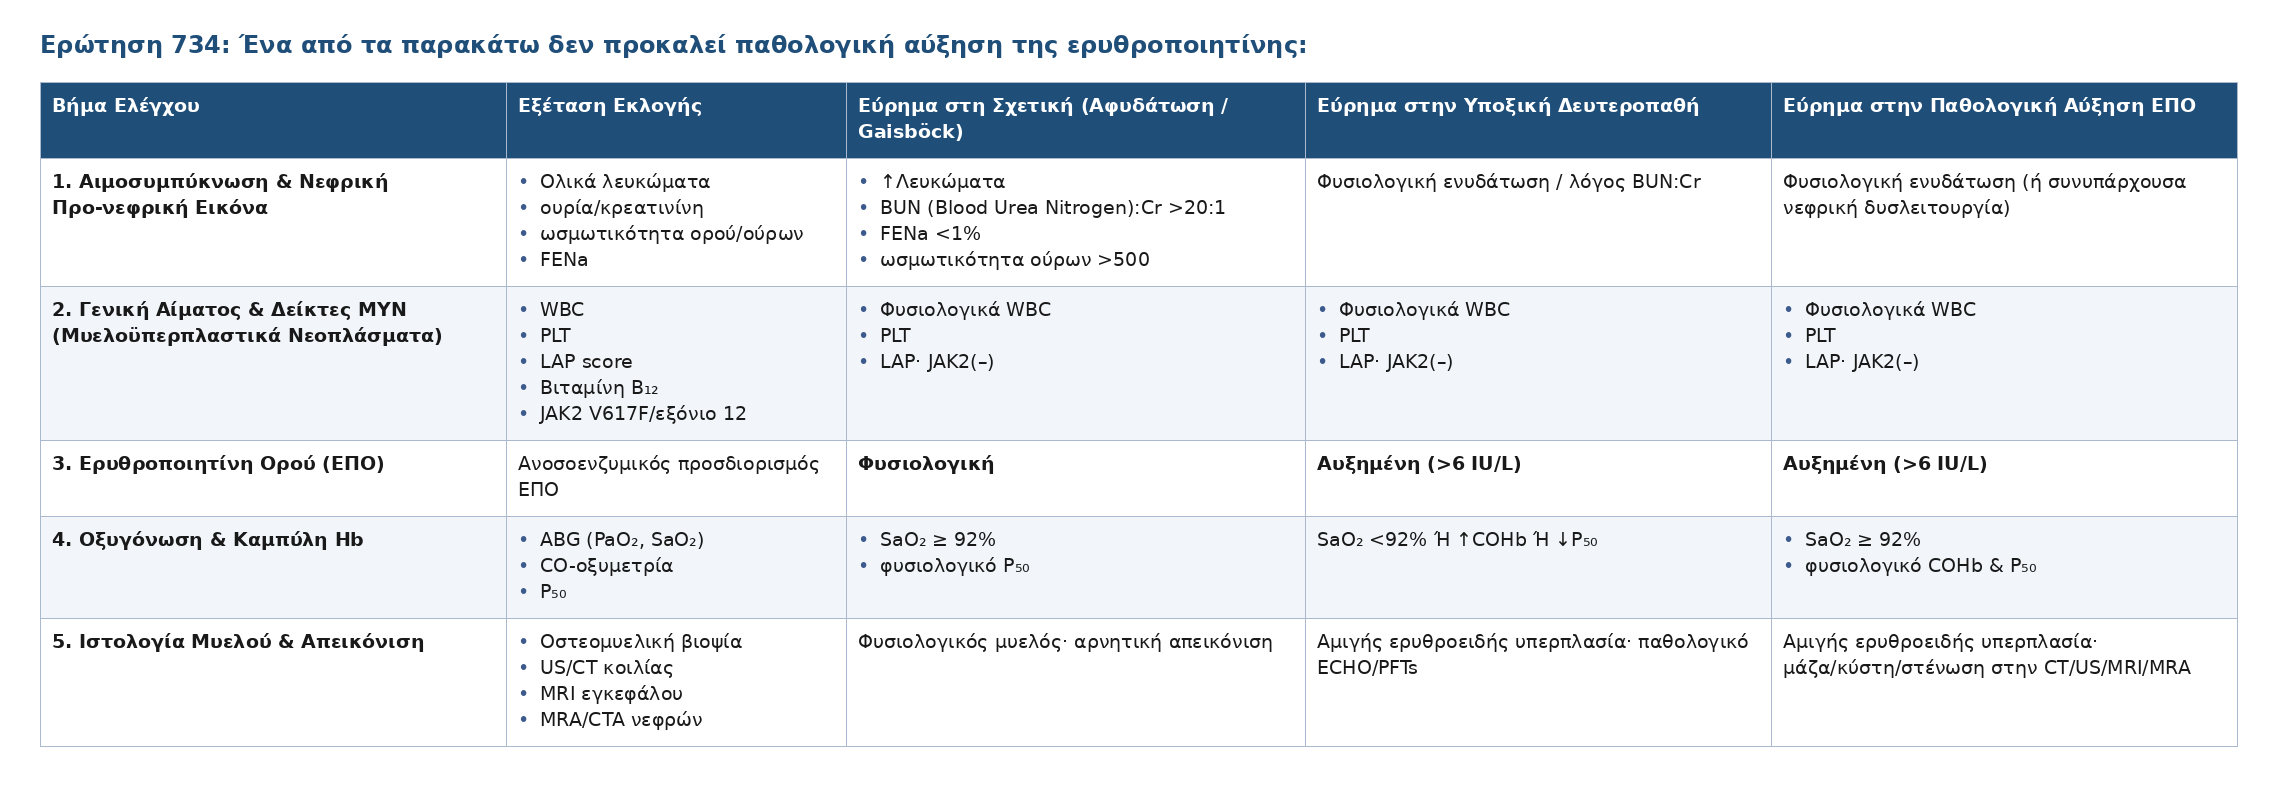 Ερώτηση 734: Ένα από τα παρακάτω δεν προκαλεί παθολογική αύξηση της ερυθροποιητίνης:
Βήμα Ελέγχου
Εξέταση Εκλογής
Εύρημα στη Σχετική (Αφυδάτωση /
Gaisböck)
Εύρημα στην Υποξική Δευτεροπαθή
Εύρημα στην Παθολογική Αύξηση ΕΠΟ
1. Αιμοσυμπύκνωση & Νεφρική
Προ-νεφρική Εικόνα
• Ολικά λευκώματα
• ουρία/κρεατινίνη
• ωσμωτικότητα ορού/ούρων
• FENa
• ↑Λευκώματα
• BUN (Blood Urea Nitrogen):Cr >20:1
• FENa <1%
• ωσμωτικότητα ούρων >500
Φυσιολογική ενυδάτωση / λόγος BUN:Cr
Φυσιολογική ενυδάτωση (ή συνυπάρχουσα
νεφρική δυσλειτουργία)
2. Γενική Αίματος & Δείκτες ΜΥΝ
(Μυελοϋπερπλαστικά Νεοπλάσματα)
• WBC
• PLT
• LAP score
• Βιταμίνη B₁₂
• JAK2 V617F/εξόνιο 12
• Φυσιολογικά WBC
• PLT
• LAP· JAK2(–)
• Φυσιολογικά WBC
• PLT
• LAP· JAK2(–)
• Φυσιολογικά WBC
• PLT
• LAP· JAK2(–)
3. Ερυθροποιητίνη Ορού (ΕΠΟ)
Ανοσοενζυμικός προσδιορισμός
ΕΠΟ
Φυσιολογική
Αυξημένη (>6 IU/L)
Αυξημένη (>6 IU/L)
4. Οξυγόνωση & Καμπύλη Hb
• ABG (PaO₂, SaO₂)
• CO-οξυμετρία
• P₅₀
• SaO₂ ≥ 92%
• φυσιολογικό P₅₀
SaO₂ <92% Ή ↑COHb Ή ↓P₅₀
• SaO₂ ≥ 92%
• φυσιολογικό COHb & P₅₀
5. Ιστολογία Μυελού & Απεικόνιση
• Οστεομυελική βιοψία
• US/CT κοιλίας
• MRI εγκεφάλου
• MRA/CTA νεφρών
Φυσιολογικός μυελός· αρνητική απεικόνιση
Αμιγής ερυθροειδής υπερπλασία· παθολογικό
ECHO/PFTs
Αμιγής ερυθροειδής υπερπλασία·
μάζα/κύστη/στένωση στην CT/US/MRI/MRA